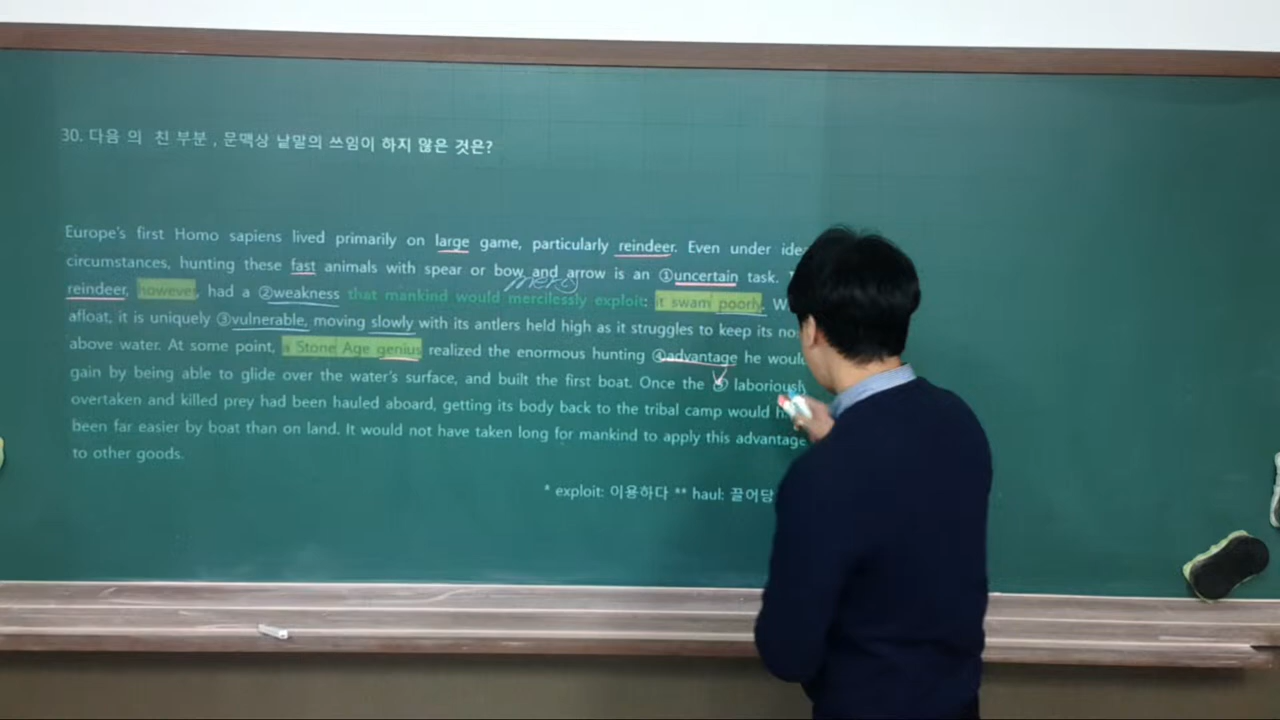 30. 다음 의 친 부분 , 문맥상 낱말의 쓰임이 하지 않은 것은?
Europe's first Homo sapiens lived primarily on large game, particularly reindeer. Even under
circumstances, hunting these fast animals with spear or bow and arrow is an ①uncertain task.
reindeer, however, had a ②weakness that mankind would mercilessly exploit: it swam poorly.
afloat, it is uniquely ③vulnerable, moving slowly with its antlers held high as it struggles to keep its
above water. At some point, a Stone Age genius realized the enormous hunting ④advantage he
gain by being able to glide over the water's surface, and built the first boat. Once the ⑤ laboriously
overtaken and killed prey had been hauled aboard, getting its body back to the tribal camp would
been far easier by boat than on land. It would not have taken long for mankind to apply this advantage
to other goods.
* exploit: 이용하다 ** haul: 끌어당